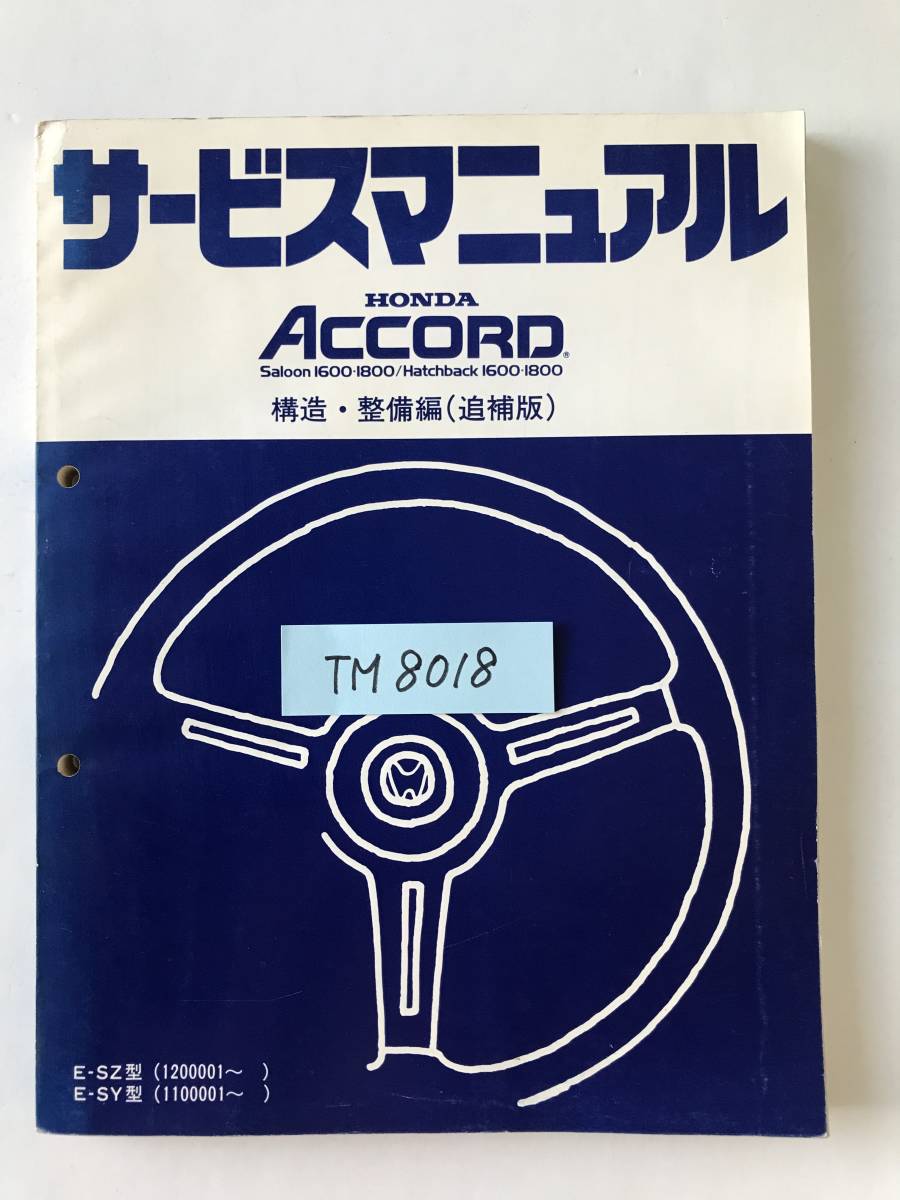 サービスマニュアル
HONDA
ACCORD®
Saloon 1600·1800/Hatchback 1600·1800
構造・整備編(追補版)
TM 8018
E-SZ型 (1200001～　)
E-SY型 (1100001～　)